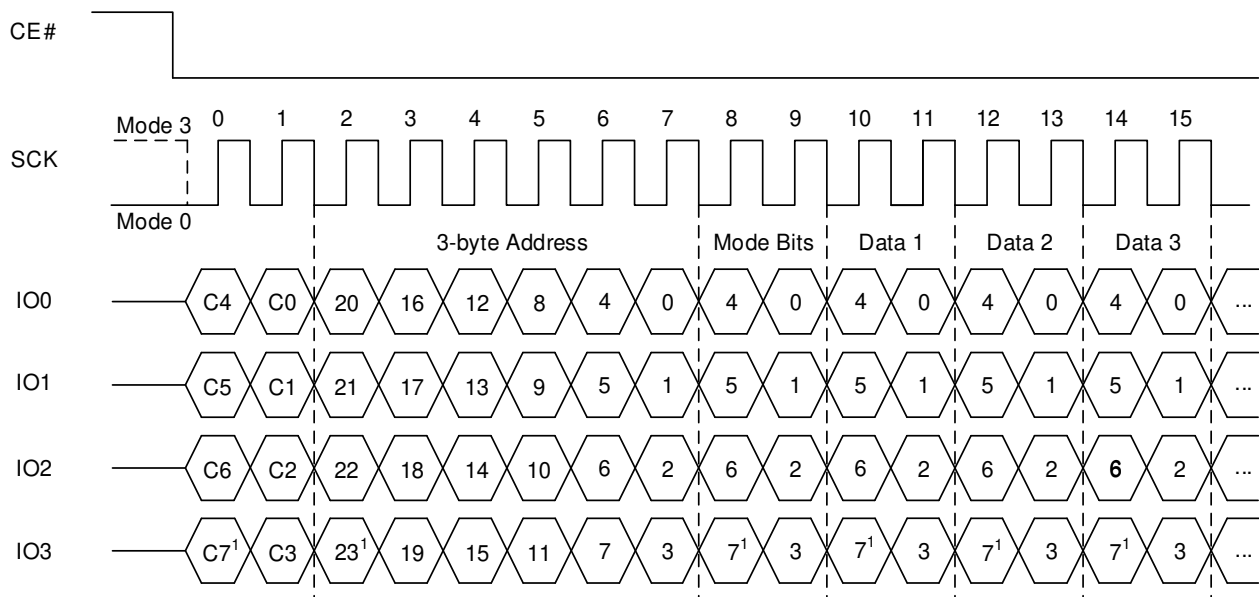 CE#
Mode 3 0 1 2 3 4 5 6 7 8 9 10 11 12 13 14 15
SCK
Mode 0
3-byte Address Mode Bits Data 1 Data 2 Data 3
IO0 C4 C0 20 16 12 8 4 0 4 0 4 0 4 0 4 0 ...
IO1 C5 C1 21 17 13 9 5 1 5 1 5 1 5 1 5 1 ...
IO2 C6 C2 22 18 14 10 6 2 6 2 6 2 6 2 6 2 ...
IO3 C7¹ C3 23¹ 19 15 11 7 3 7¹ 3 7¹ 3 7¹ 3 7¹ 3 ...